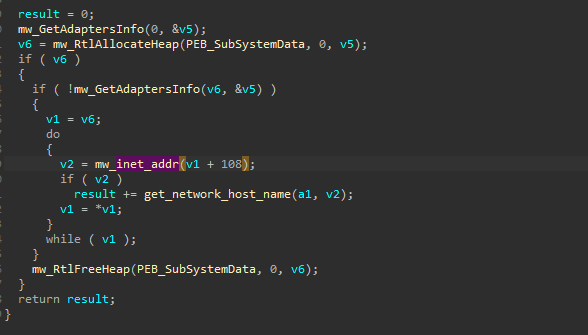 result = 0;
mw_GetAdaptersInfo(0, &v5);
v6 = mw_RtlAllocateHeap(PEB_SubSystemData, 0, v5);
if ( v6 )
{
if ( !mw_GetAdaptersInfo(v6, &v5) )
{
v1 = v6;
do
{
v2 = mw_inet_addr(v1 + 108);
if ( v2 )
result += get_network_host_name(a1, v2);
v1 = *v1;
}
while ( v1 );
}
mw_RtlFreeHeap(PEB_SubSystemData, 0, v6);
}
return result;
}